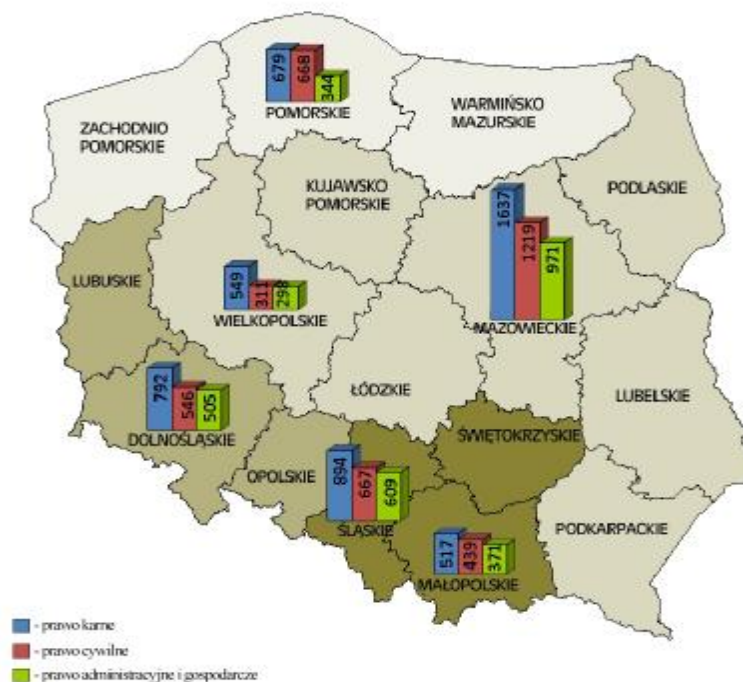 679 668 344
POMORSKIE
ZACHODNIO
POMORSKIE
WARMIŃSKO
MAZURSKIE
KUJAWSKO
POMORSKIE
PODLASKIE
1637 1219 971
MAZOWIECKIE
LUBUSKIE
549 311 298
WIELKOPOLSKIE
792 546 505
DOLNOŚLĄSKIE
ŁÓDZKIE
LUBELSKIE
ŚWIĘTOKRZYSKIE
OPOLSKIE
894 667 609
ŚLĄSKIE
517 439 371
MAŁOPOLSKIE
PODKARPACKIE
- prawo karne
- prawo cywilne
- prawo administracyjne i gospodarcze